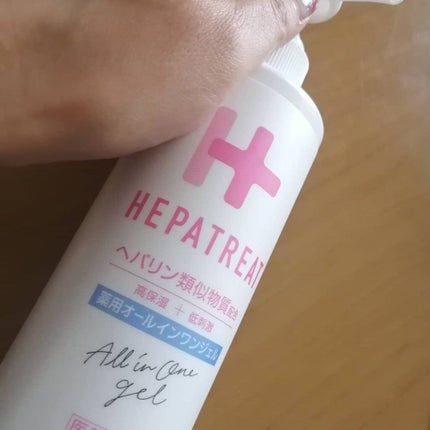 H
HEPATREAT
ヘパリン類似物質配合
高保湿 + 低刺激
薬用オールインワンジェル
All in One
gel
医